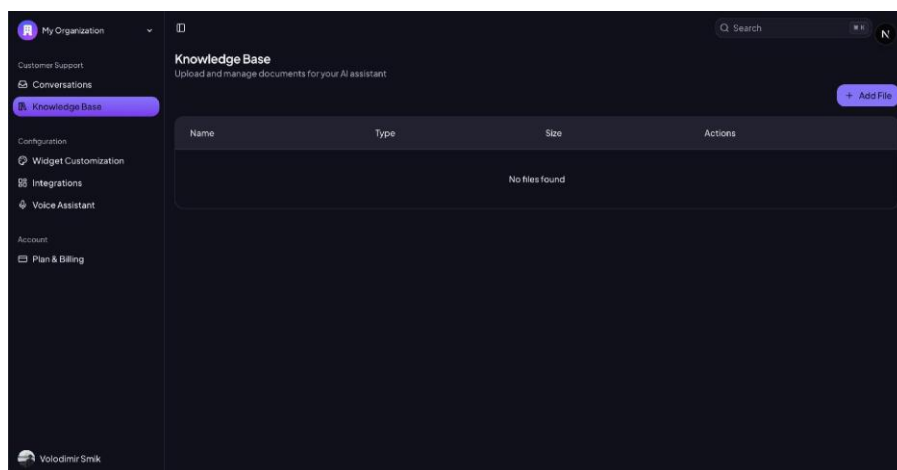 My Organization
Customer Support
Conversations
Knowledge Base
Configuration
Widget Customization
Integrations
Voice Assistant
Account
Plan & Billing
Volodimir Smik
Search
⌘ K
N
Knowledge Base
Upload and manage documents for your AI assistant
+ Add File
Name Type Size Actions
No files found